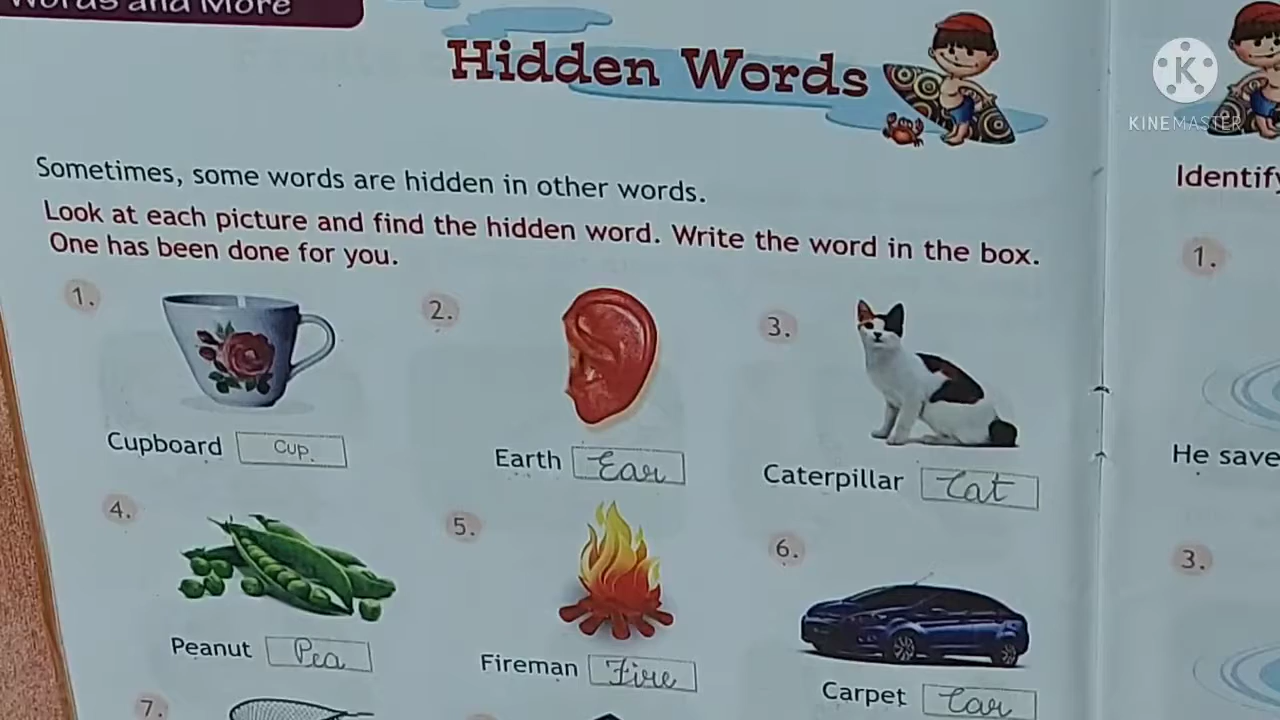 Words and More
Hidden Words
KINEMASTER
Sometimes, some words are hidden in other words.
Look at each picture and find the hidden word. Write the word in the box.
One has been done for you.
1.
2.
3.
Cupboard Cup.
Earth Ear
Caterpillar Cat
4.
5.
6.
Peanut Pea
Fireman Fire
Carpet Car
7.
Identify
1.
He save
3.